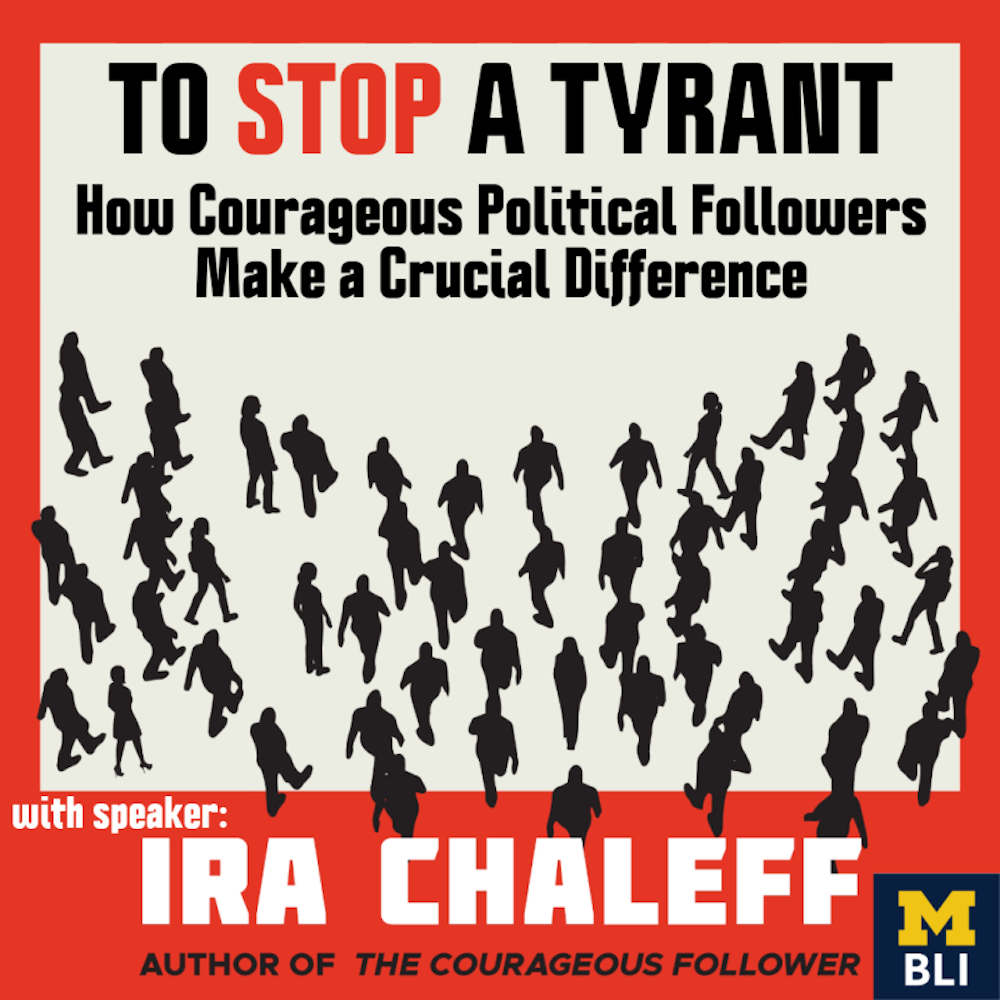 TO STOP A TYRANT
How Courageous Political Followers
Make a Crucial Difference
with speaker:
IRA CHALEFF
AUTHOR OF THE COURAGEOUS FOLLOWER
M
BLI